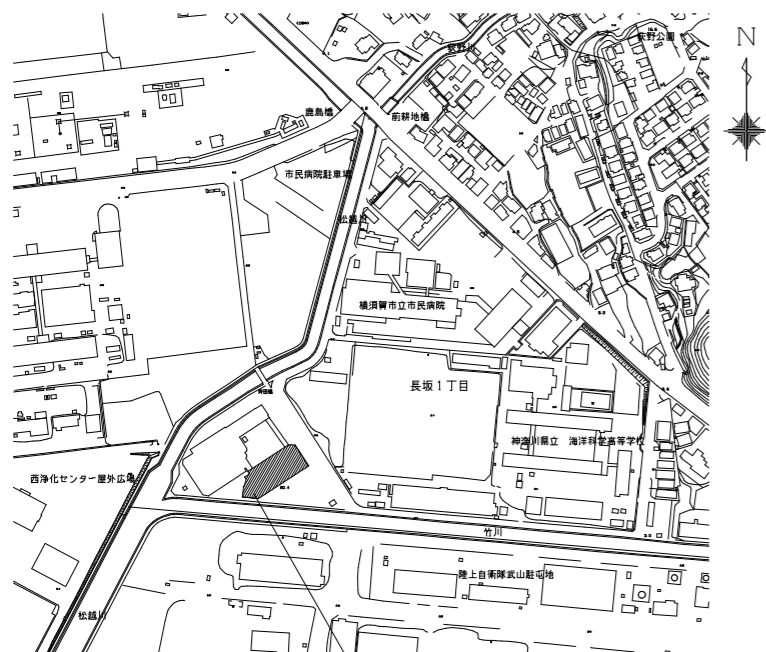 荻野公園
荻野川
N
鹿島橋
前耕地橋
市民病院駐車場
松越川
横須賀市立市民病院
長坂1丁目
神奈川県立 海洋科学高等学校
西浄化センター屋外広場
竹川
陸上自衛隊武山駐屯地
松越川